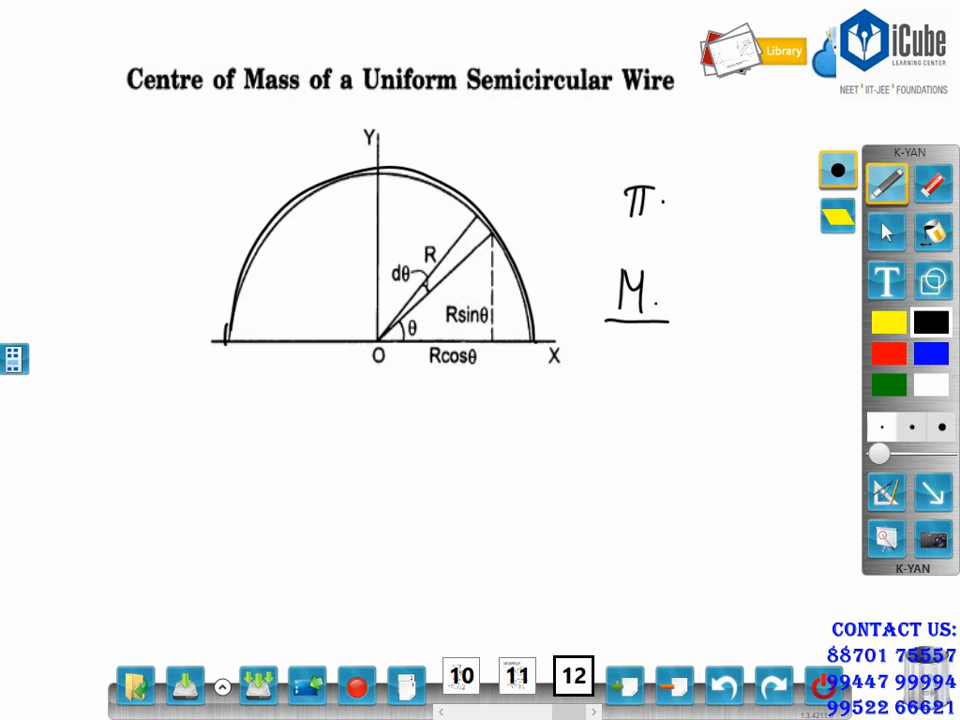 Library
iCube
LEARNING CENTER
NEET ' IIT-JEE ' FOUNDATIONS
Centre of Mass of a Uniform Semicircular Wire
Y
K-YAN
π.
R
dθ
M.
T
Rsinθ
θ
O
Rcosθ
X
K-YAN
CONTACT US:
88701 75557
10
11
12
99447 99994
99522 66621